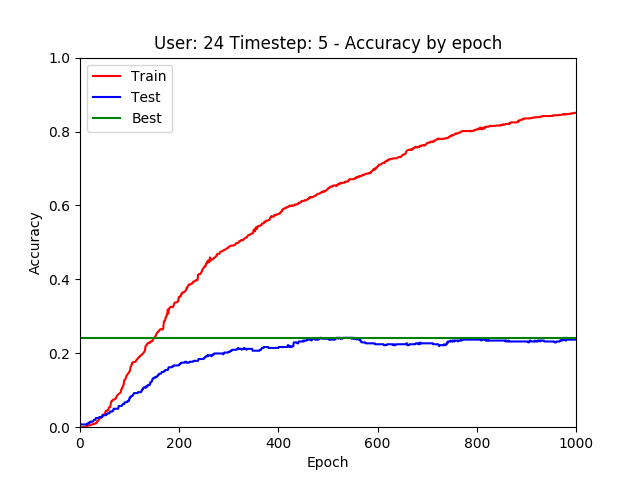 User: 24 Timestep: 5 - Accuracy by epoch
Train
Test
Best
Accuracy
1.0
0.8
0.6
0.4
0.2
0.0
0 200 400 600 800 1000
Epoch